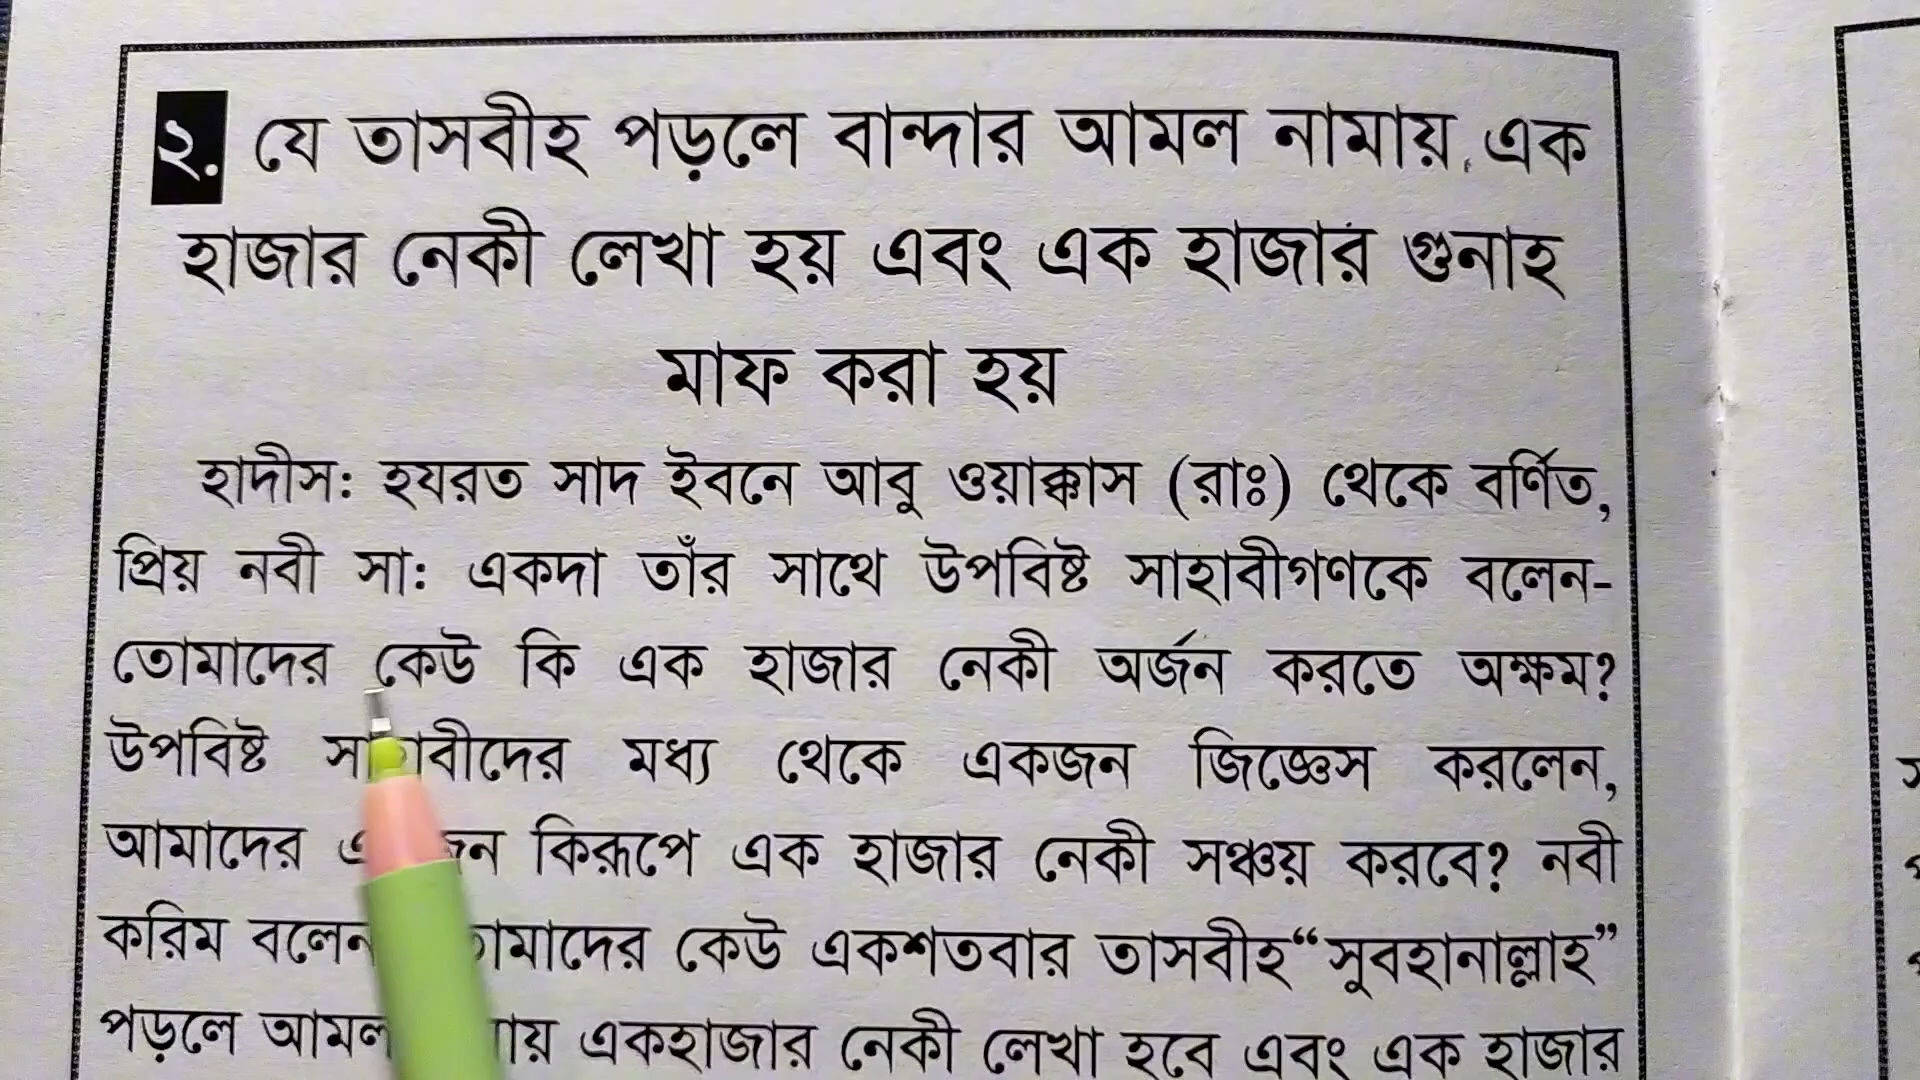 ২. যে তাসবীহ পড়লে বান্দার আমল নামায় এক
হাজার নেকী লেখা হয় এবং এক হাজার গুনাহ
মাফ করা হয়
হাদীস: হযরত সাদ ইবনে আবু ওয়াক্কাস (রাঃ) থেকে বর্ণিত,
প্রিয় নবী সা: একদা তাঁর সাথে উপবিষ্ট সাহাবীগণকে বলেন-
তোমাদের কেউ কি এক হাজার নেকী অর্জন করতে অক্ষম?
উপবিষ্ট সাহাবীদের মধ্য থেকে একজন জিজ্ঞেস করলেন,
আমাদের কিরূপে এক হাজার নেকী সঞ্চয় করবে? নবী
করিম বলেন তোমাদের কেউ একশতবার তাসবীহ “সুবহানাল্লাহ”
পড়লে আমল একহাজার নেকী লেখা হবে এবং এক হাজার